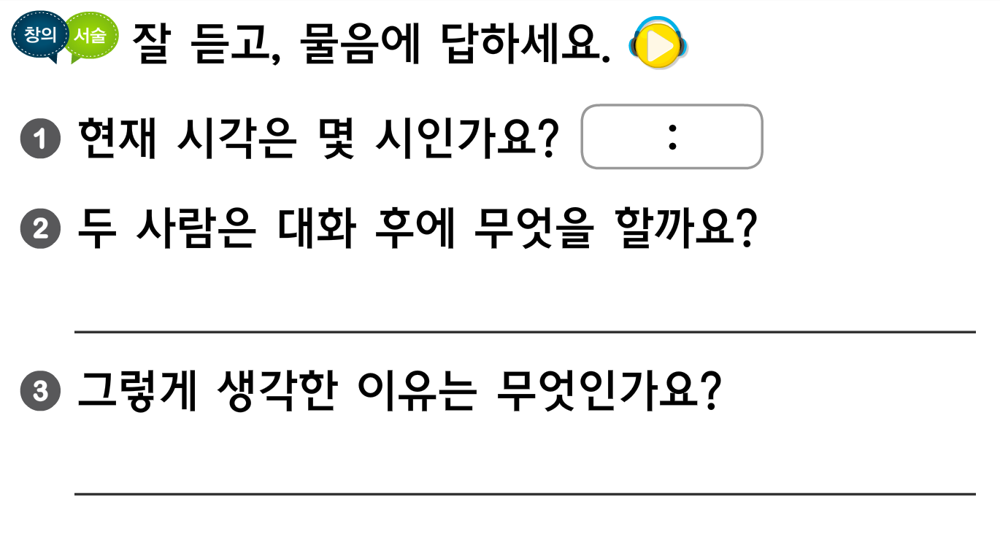 창의 서술 잘 듣고, 물음에 답하세요.
1 현재 시각은 몇 시인가요? :
2 두 사람은 대화 후에 무엇을 할까요?
3 그렇게 생각한 이유는 무엇인가요?